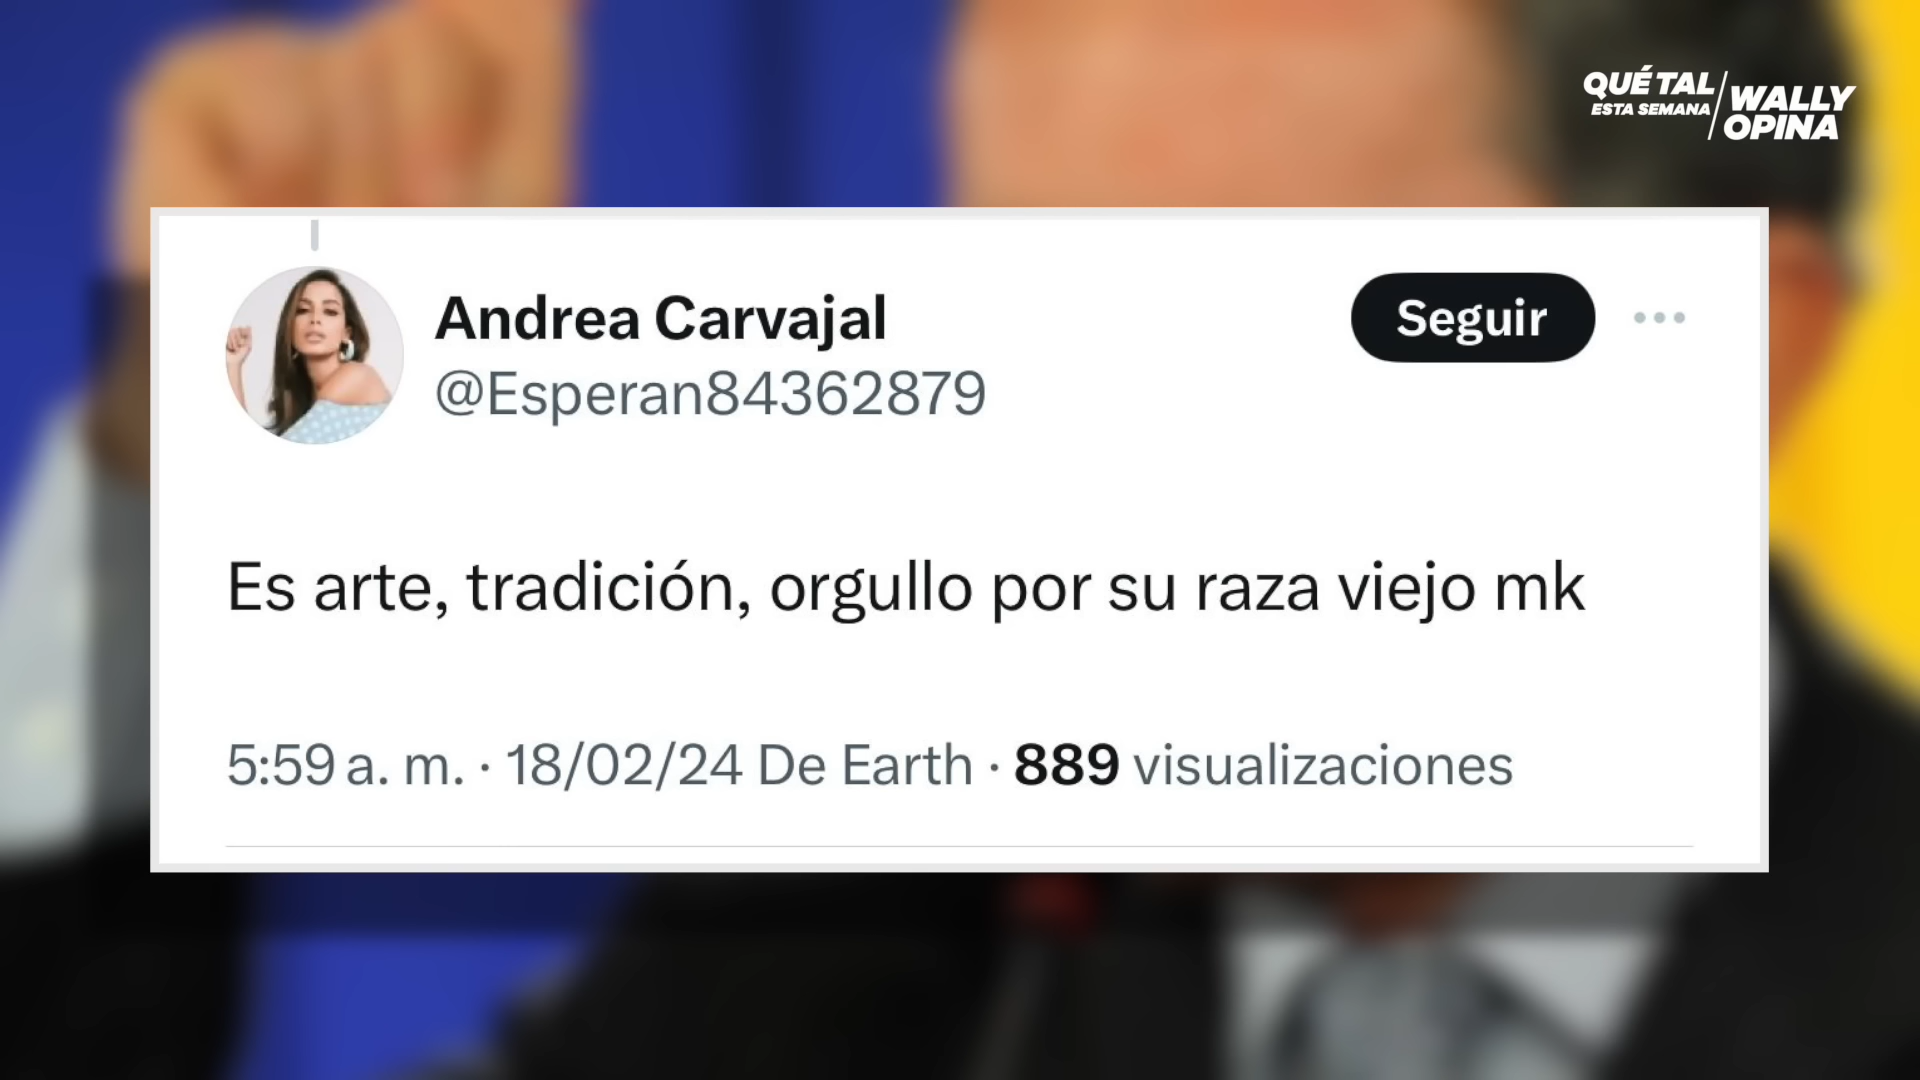 QUÉ TAL
ESTA SEMANA
WALLY
OPINA
Andrea Carvajal
Seguir
@Esperan84362879
Es arte, tradición, orgullo por su raza viejo mk
5:59 a. m. · 18/02/24 De Earth · 889 visualizaciones